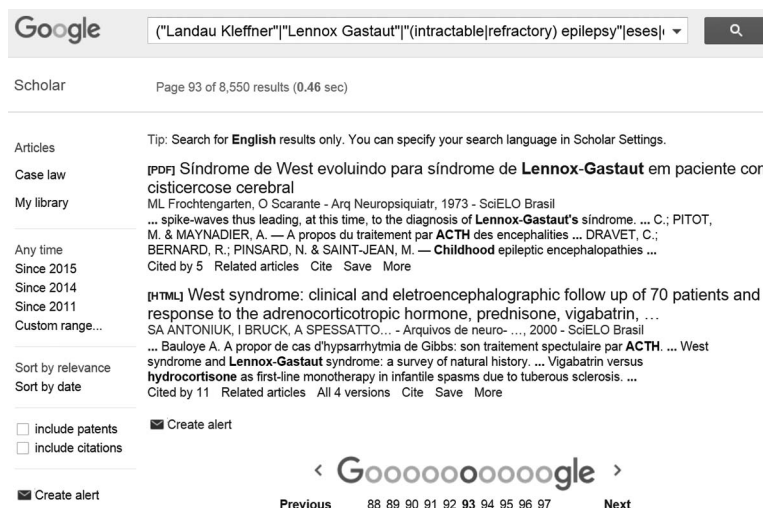 Google
("Landau Kleffner"|"Lennox Gastaut"|"(intractable|refractory) epilepsy"|eses|
Scholar
Page 93 of 8,550 results (0.46 sec)
Articles
Case law
My library
Any time
Since 2015
Since 2014
Since 2011
Custom range...
Sort by relevance
Sort by date
include patents
include citations
Create alert
Tip: Search for English results only. You can specify your search language in Scholar Settings.
[PDF] Síndrome de West evoluindo para síndrome de Lennox-Gastaut em paciente cor
cisticercose cerebral
ML Frochtengarten, O Scarante - Arq Neuropsiquiatr, 1973 - SciELO Brasil
... spike-waves thus leading, at this time, to the diagnosis of Lennox-Gastaut's síndrome. ... C.; PITOT,
M. & MAYNADIER, A. — A propos du traitement par ACTH des encephalities ... DRAVET, C.;
BERNARD, R.; PINSARD, N. & SAINT-JEAN, M. — Childhood epileptic encephalopathies ...
Cited by 5 Related articles Cite Save More
[HTML] West syndrome: clinical and eletroencephalographic follow up of 70 patients and
response to the adrenocorticotropic hormone, prednisone, vigabatrin, …
SA ANTONIUK, I BRUCK, A SPESSATTO... - Arquivos de neuro- ..., 2000 - SciELO Brasil
... Bauloye A. A propor de cas d'hypsarrhytmia de Gibbs: son traitement spectulaire par ACTH. ... West
syndrome and Lennox-Gastaut syndrome: a survey of natural history. ... Vigabatrin versus
hydrocortisone as first-line monotherapy in infantile spasms due to tuberous sclerosis. ...
Cited by 11 Related articles All 4 versions Cite Save More
Create alert
Goooooooooogle
Previous 88 89 90 91 92 93 94 95 96 97 Next